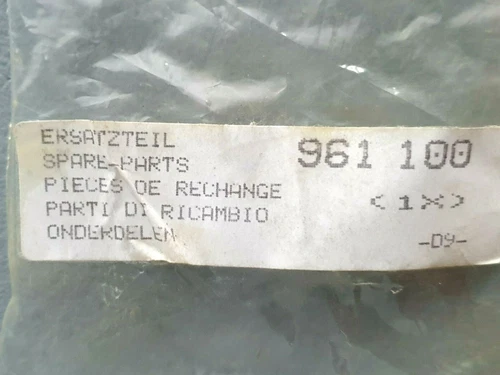 ERSATZTEIL 961 100
SPARE-PARTS
PIECES DE RECHANGE <1X>
PARTI DI RICAMBIO
ONDERDELEN -D9-